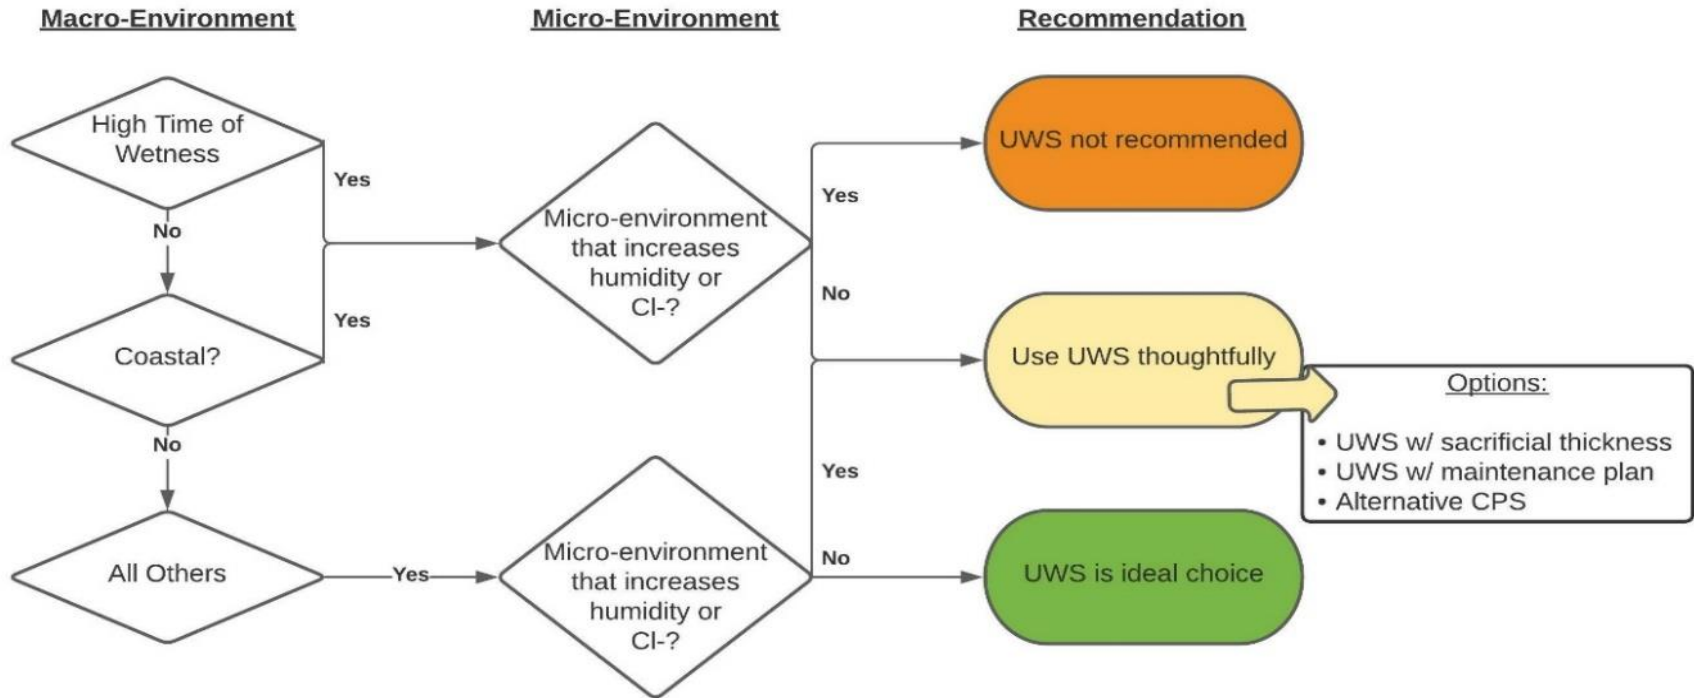 Macro-Environment
Micro-Environment
Recommendation
High Time of
Wetness
Yes
No
Coastal?
Yes
No
All Others
Yes
Micro-environment
that increases
humidity or
Cl-?
Yes
No
Micro-environment
that increases
humidity or
Cl-?
Yes
No
UWS not recommended
Use UWS thoughtfully
Options:
• UWS w/ sacrificial thickness
• UWS w/ maintenance plan
• Alternative CPS
UWS is ideal choice